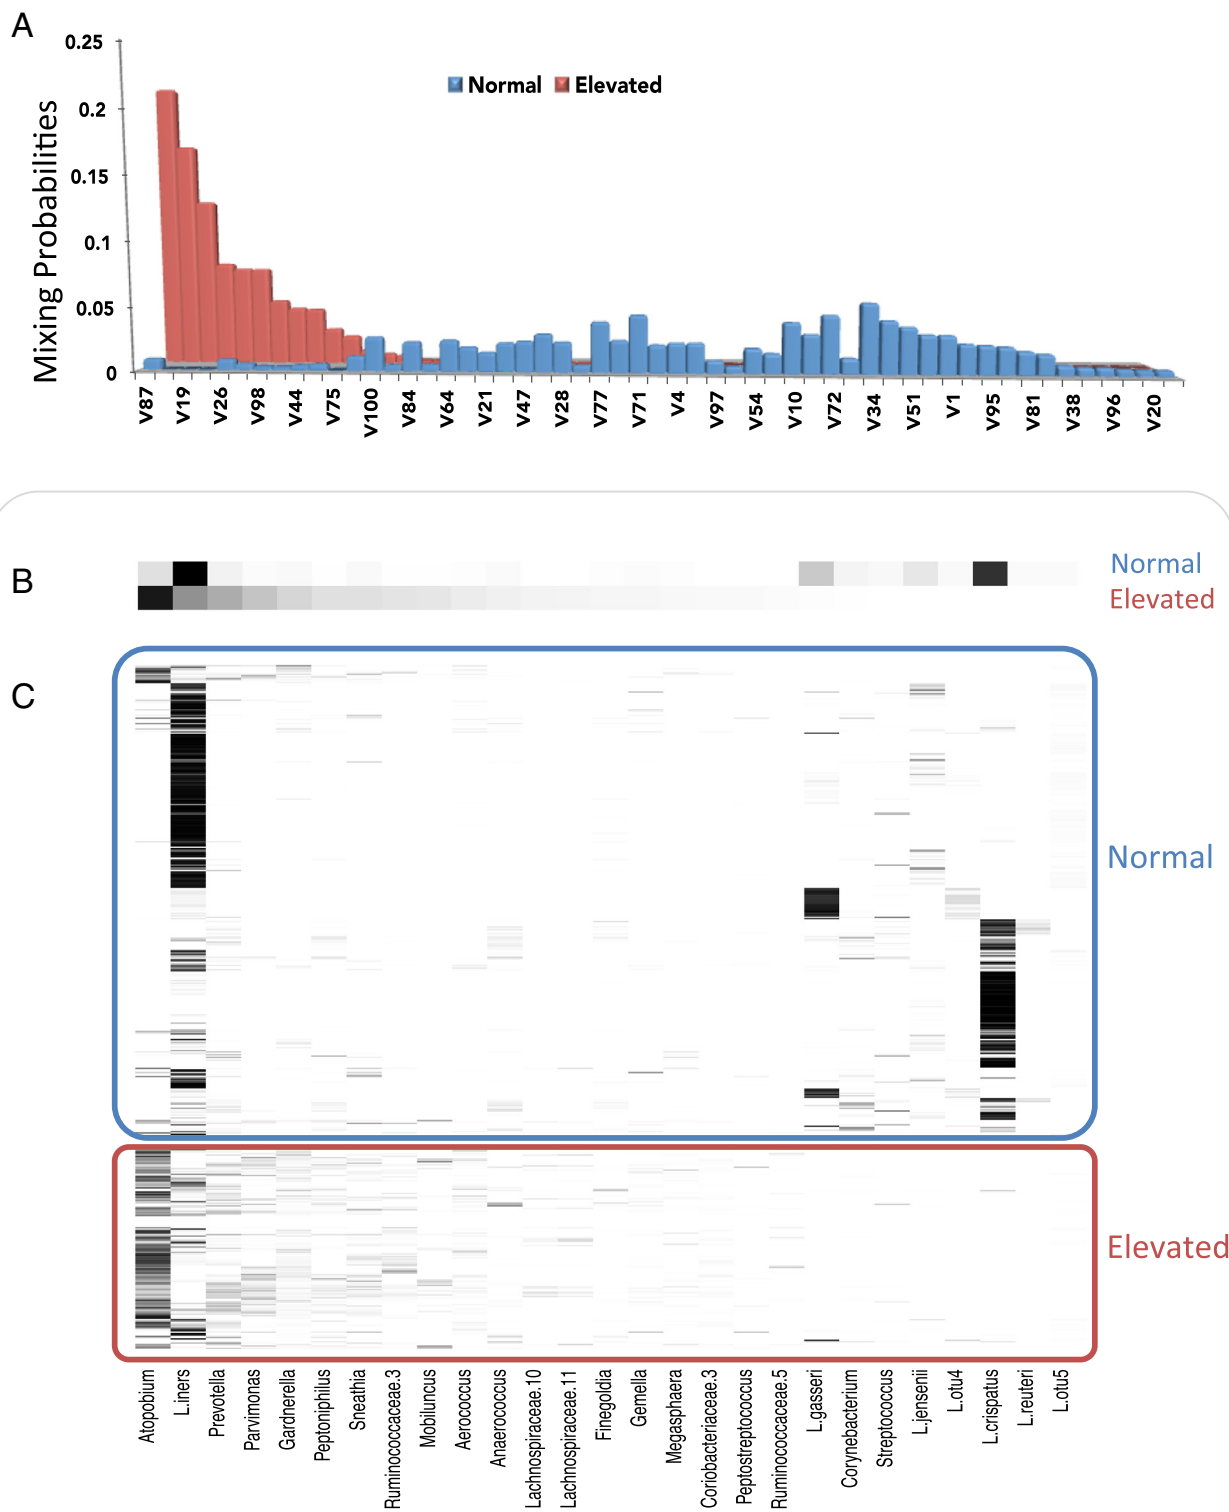 A
0.25
0.2
0.15
0.1
0.05
0
Mixing Probabilities
Normal Elevated
V87 V19 V26 V98 V44 V75 V100 V84 V64 V21 V47 V28 V77 V71 V4 V97 V54 V10 V72 V34 V51 V1 V95 V81 V38 V96 V20
B
Normal
Elevated
C
Normal
Elevated
Atopobium
L.iners
Prevotella
Parvimonas
Gardnerella
Peptoniphilus
Sneathia
Ruminococcaceae.3
Mobiluncus
Aerococcus
Anaerococcus
Lachnospiraceae.10
Lachnospiraceae.11
Finegoldia
Gemella
Megasphaera
Coriobacteriaceae.3
Peptostreptococcus
Ruminococcaceae.5
L.gasseri
Corynebacterium
Streptococcus
L.jensenii
L.otu4
L.crispatus
L.reuteri
L.otu5